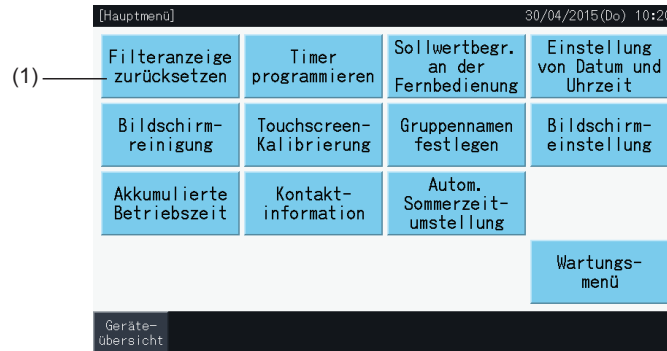 [Hauptmenü]
30/04/2015(Do) 10:20
(1)
Filteranzeige
zurücksetzen
Timer
programmieren
Sollwertbegr.
an der
Fernbedienung
Einstellung
von Datum und
Uhrzeit
Bildschirm-
reinigung
Touchscreen-
Kalibrierung
Gruppennamen
festlegen
Bildschirm-
einstellung
Akkumulierte
Betriebszeit
Kontakt-
information
Autom.
Sommerzeit-
umstellung
Wartungs-
menü
Geräte-
übersicht